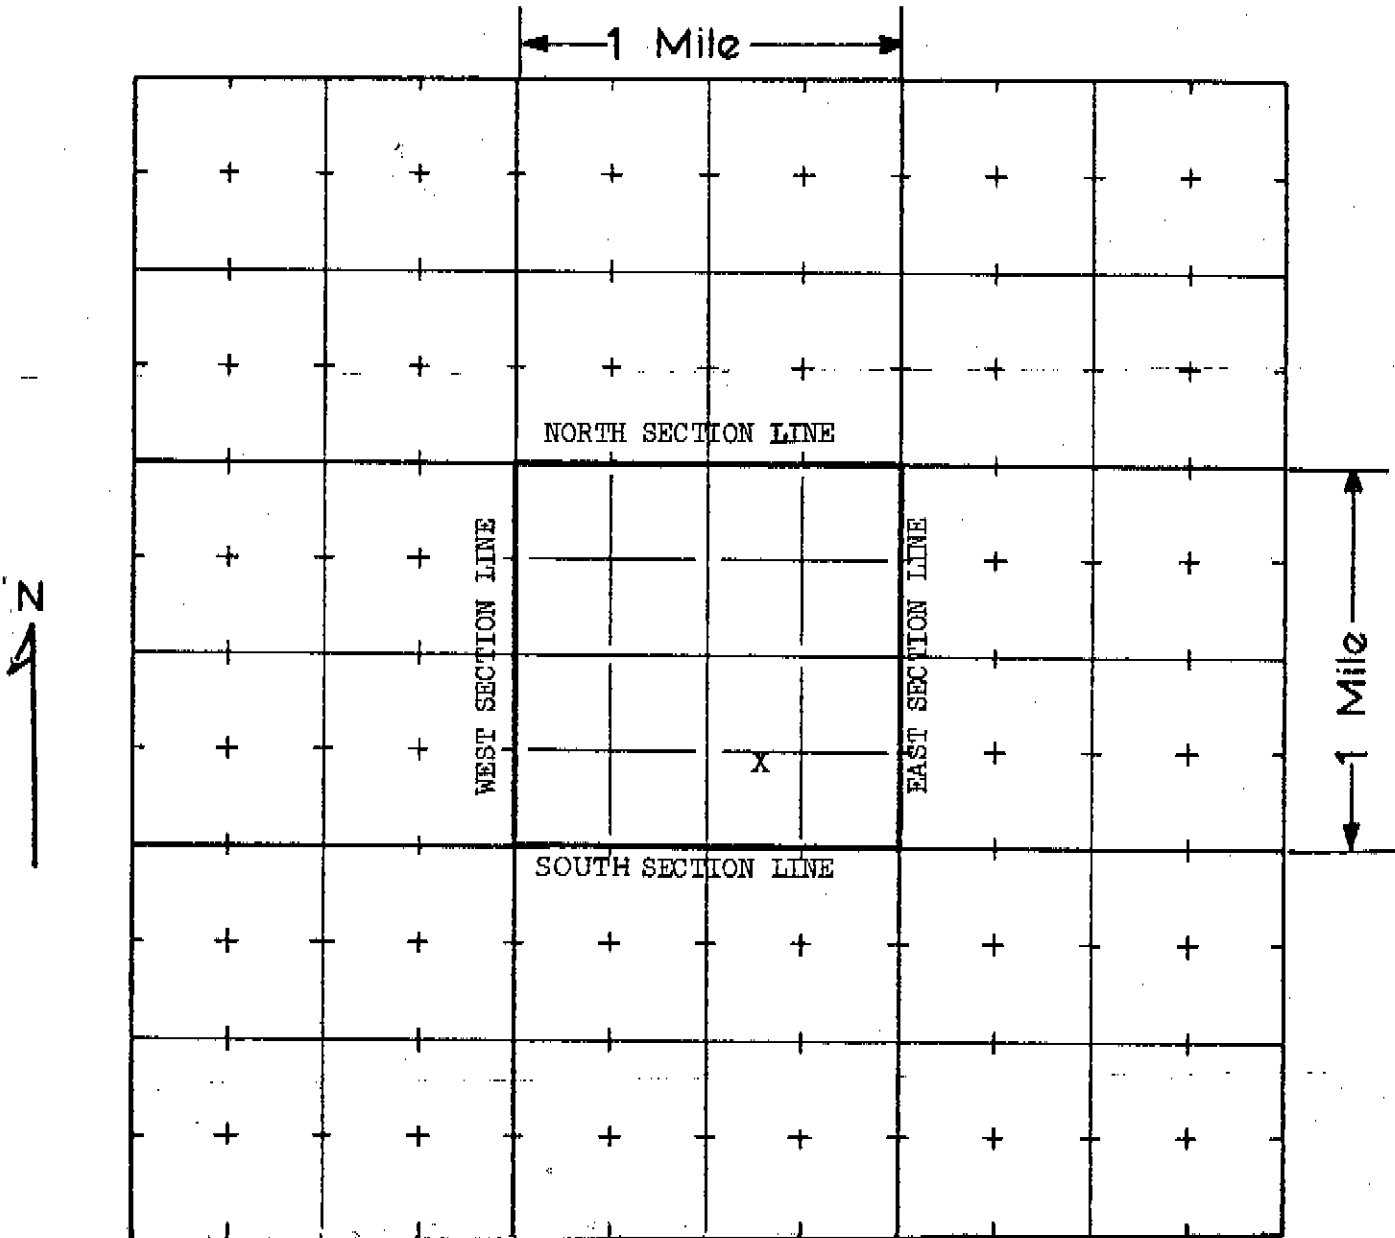 1 Mile
NORTH SECTION LINE
WEST SECTION LINE
EAST SECTION LINE
N
1 Mile
X
SOUTH SECTION LINE